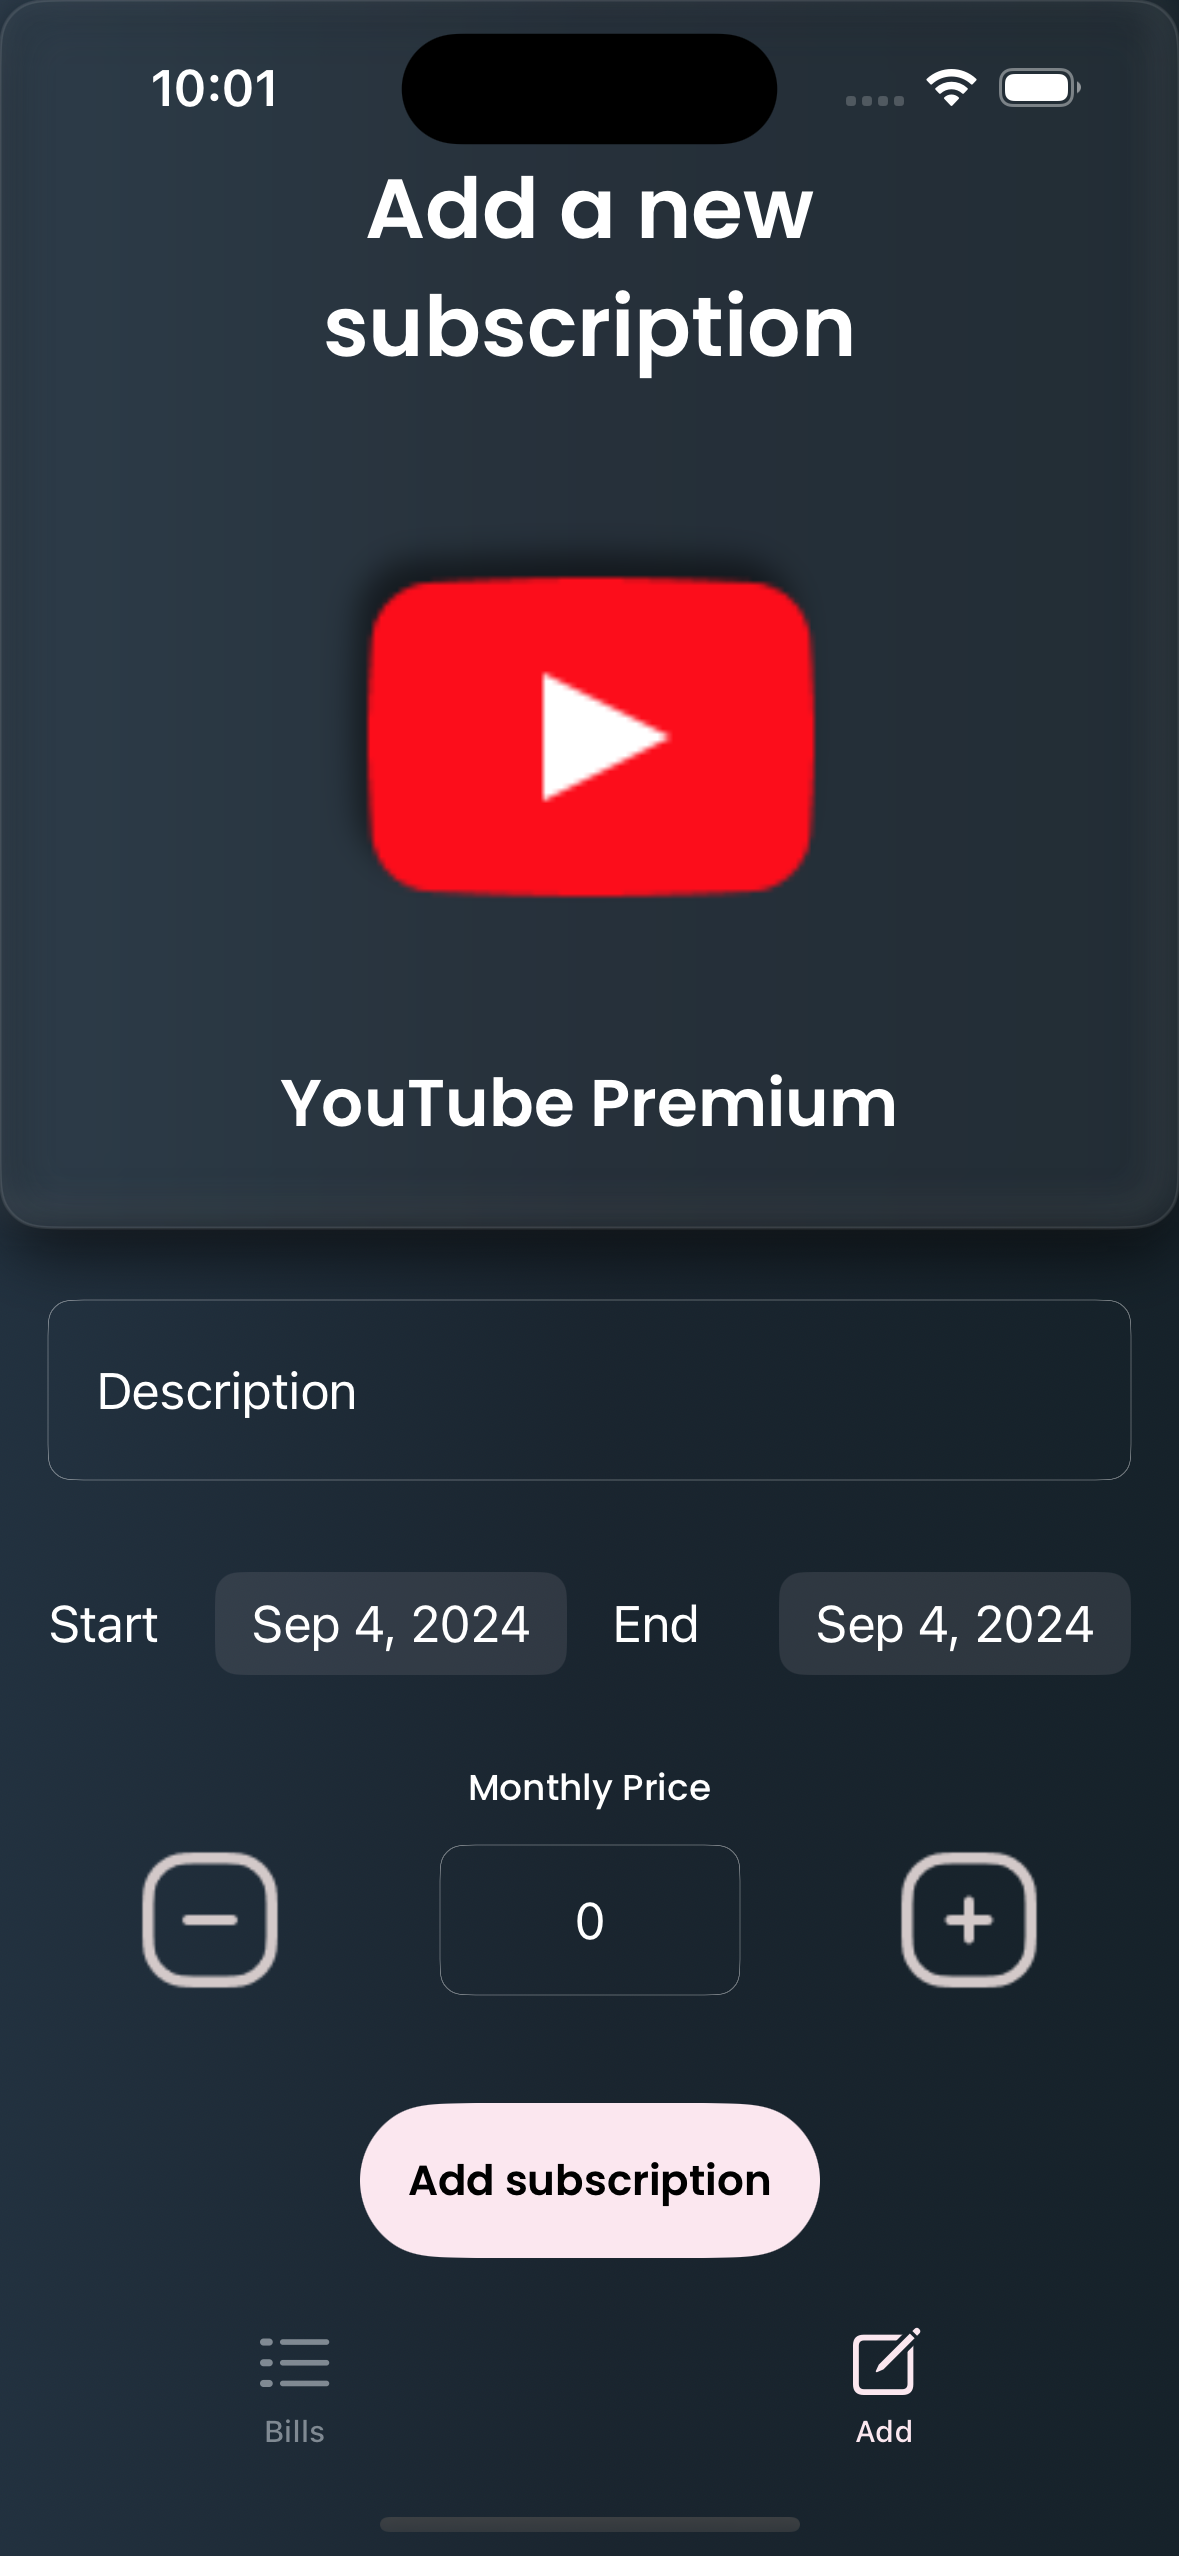 10:01
Add a new
subscription
YouTube Premium
Description
Start Sep 4, 2024 End Sep 4, 2024
Monthly Price
0
Add subscription
Bills Add